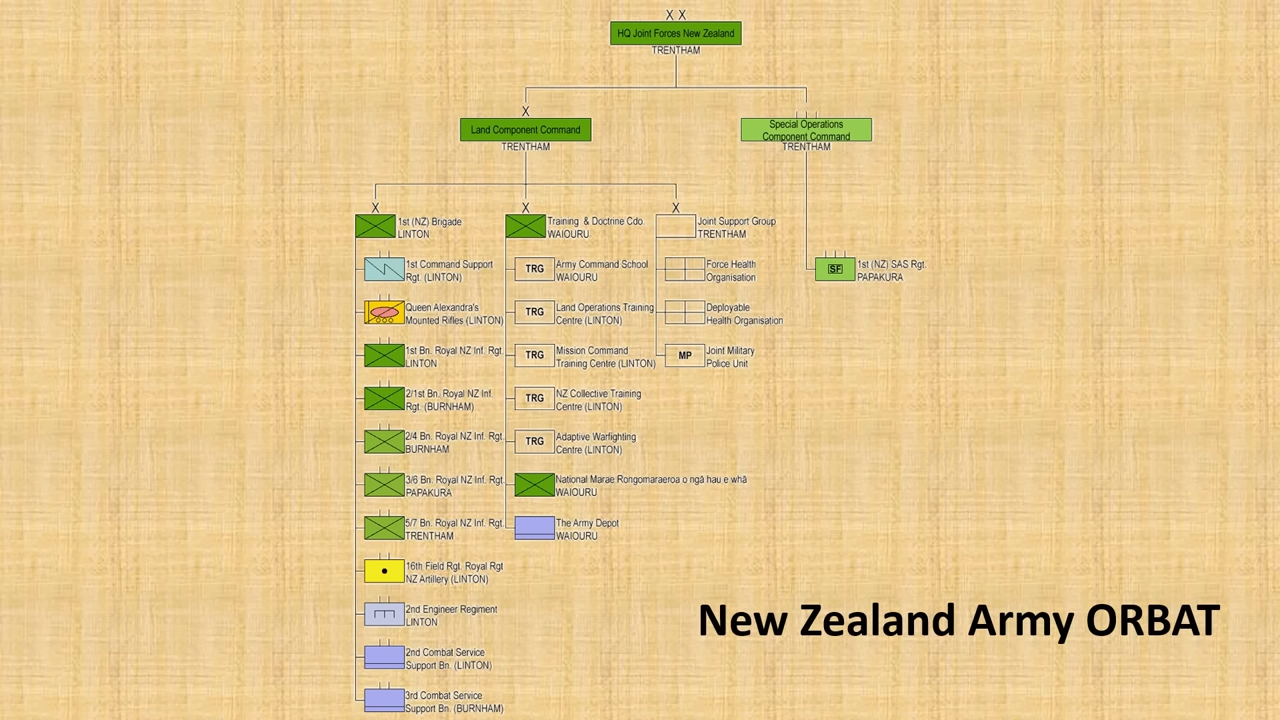 X X
HQ Joint Forces New Zealand
TRENTHAM
X
Land Component Command
TRENTHAM
Special Operations
Component Command
TRENTHAM
X
1st (NZ) Brigade
LINTON
1st Command Support
Rgt. (LINTON)
Queen Alexandra's
Mounted Rifles (LINTON)
1st Bn. Royal NZ Inf. Rgt.
LINTON
2/1st Bn. Royal NZ Inf.
Rgt. (BURNHAM)
2/4 Bn. Royal NZ Inf. Rgt.
BURNHAM
3/6 Bn. Royal NZ Inf. Rgt.
PAPAKURA
5/7 Bn. Royal NZ Inf. Rgt.
TRENTHAM
16th Field Rgt. Royal Rgt
NZ Artillery (LINTON)
2nd Engineer Regiment
LINTON
2nd Combat Service
Support Bn. (LINTON)
3rd Combat Service
Support Bn. (BURNHAM)
X
Training & Doctrine Cdo.
WAIOURU
TRG
Army Command School
WAIOURU
TRG
Land Operations Training
Centre (LINTON)
TRG
Mission Command
Training Centre (LINTON)
TRG
NZ Collective Training
Centre (LINTON)
TRG
Adaptive Warfighting
Centre (LINTON)
National Marae Rongomaraeroa o ngā hau e whā
WAIOURU
The Army Depot
WAIOURU
X
Joint Support Group
TRENTHAM
Force Health
Organisation
Deployable
Health Organisation
MP
Joint Military
Police Unit
SF
1st (NZ) SAS Rgt.
PAPAKURA
New Zealand Army ORBAT